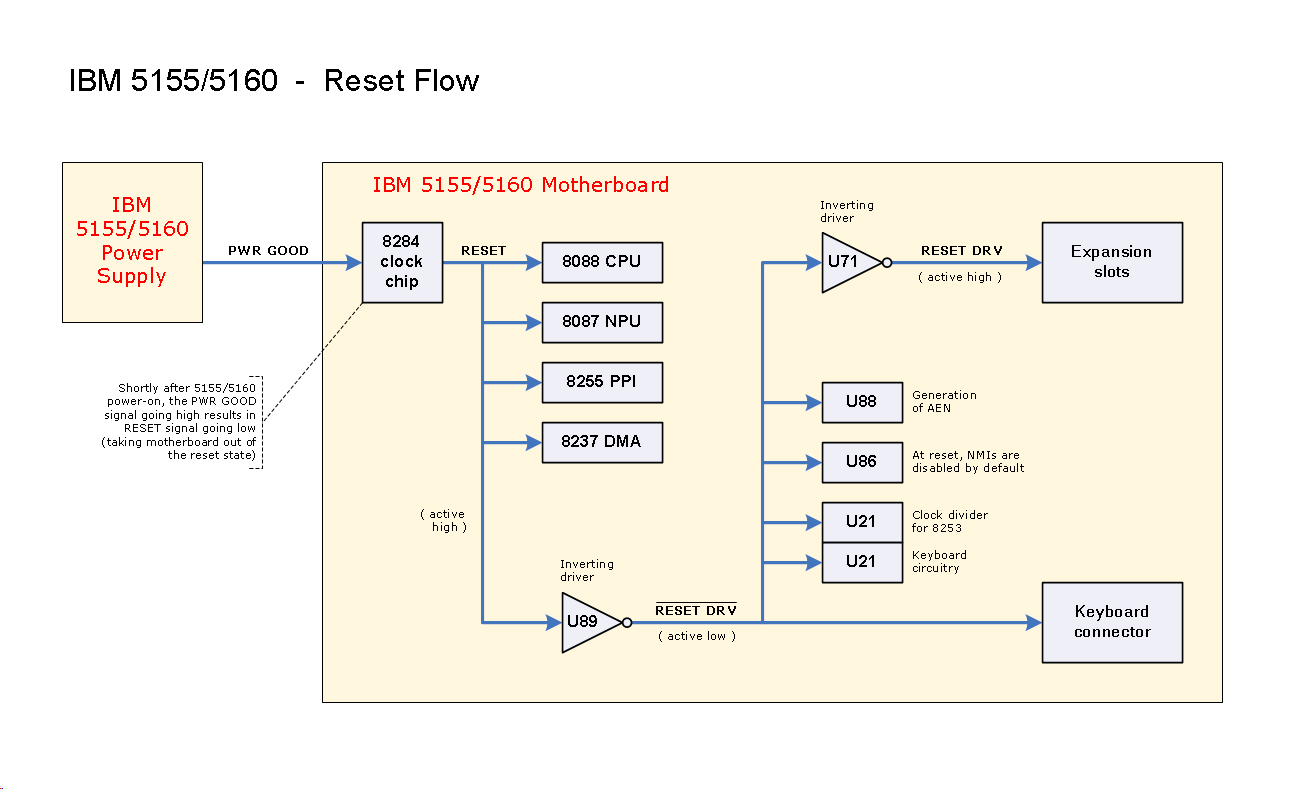 IBM 5155/5160 - Reset Flow
IBM
5155/5160
Power
Supply
PWR GOOD
IBM 5155/5160 Motherboard
8284
clock
chip
RESET
8088 CPU
8087 NPU
8255 PPI
8237 DMA
Shortly after 5155/5160
power-on, the PWR GOOD
signal going high results in
RESET signal going low
(taking motherboard out of
the reset state)
( active
high )
Inverting
driver
U89
RESET DRV
( active low )
Inverting
driver
U71
RESET DRV
( active high )
Expansion
slots
U88
Generation
of AEN
U86
At reset, NMIs are
disabled by default
U21
Clock divider
for 8253
U21
Keyboard
circuitry
Keyboard
connector